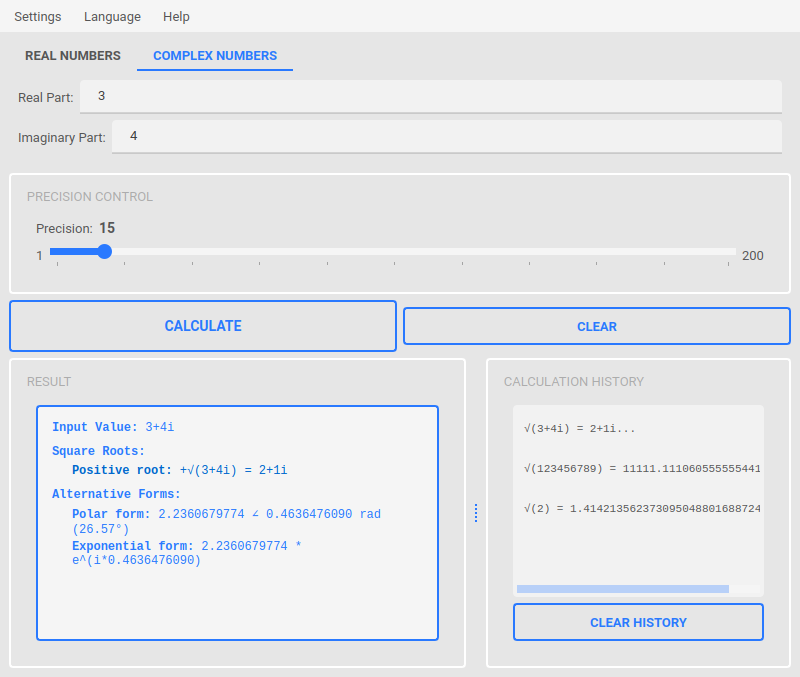 Settings Language Help
REAL NUMBERS COMPLEX NUMBERS
Real Part: 3
Imaginary Part: 4
PRECISION CONTROL
Precision: 15
1 200
CALCULATE CLEAR
RESULT
Input Value: 3+4i
Square Roots:
Positive root: +√(3+4i) = 2+1i
Alternative Forms:
Polar form: 2.2360679774 ∠ 0.4636476090 rad
(26.57°)
Exponential form: 2.2360679774 *
e^(i*0.4636476090)
CALCULATION HISTORY
√(3+4i) = 2+1i...
√(123456789) = 11111.111060555555441
√(2) = 1.414213562373095048801688724
CLEAR HISTORY